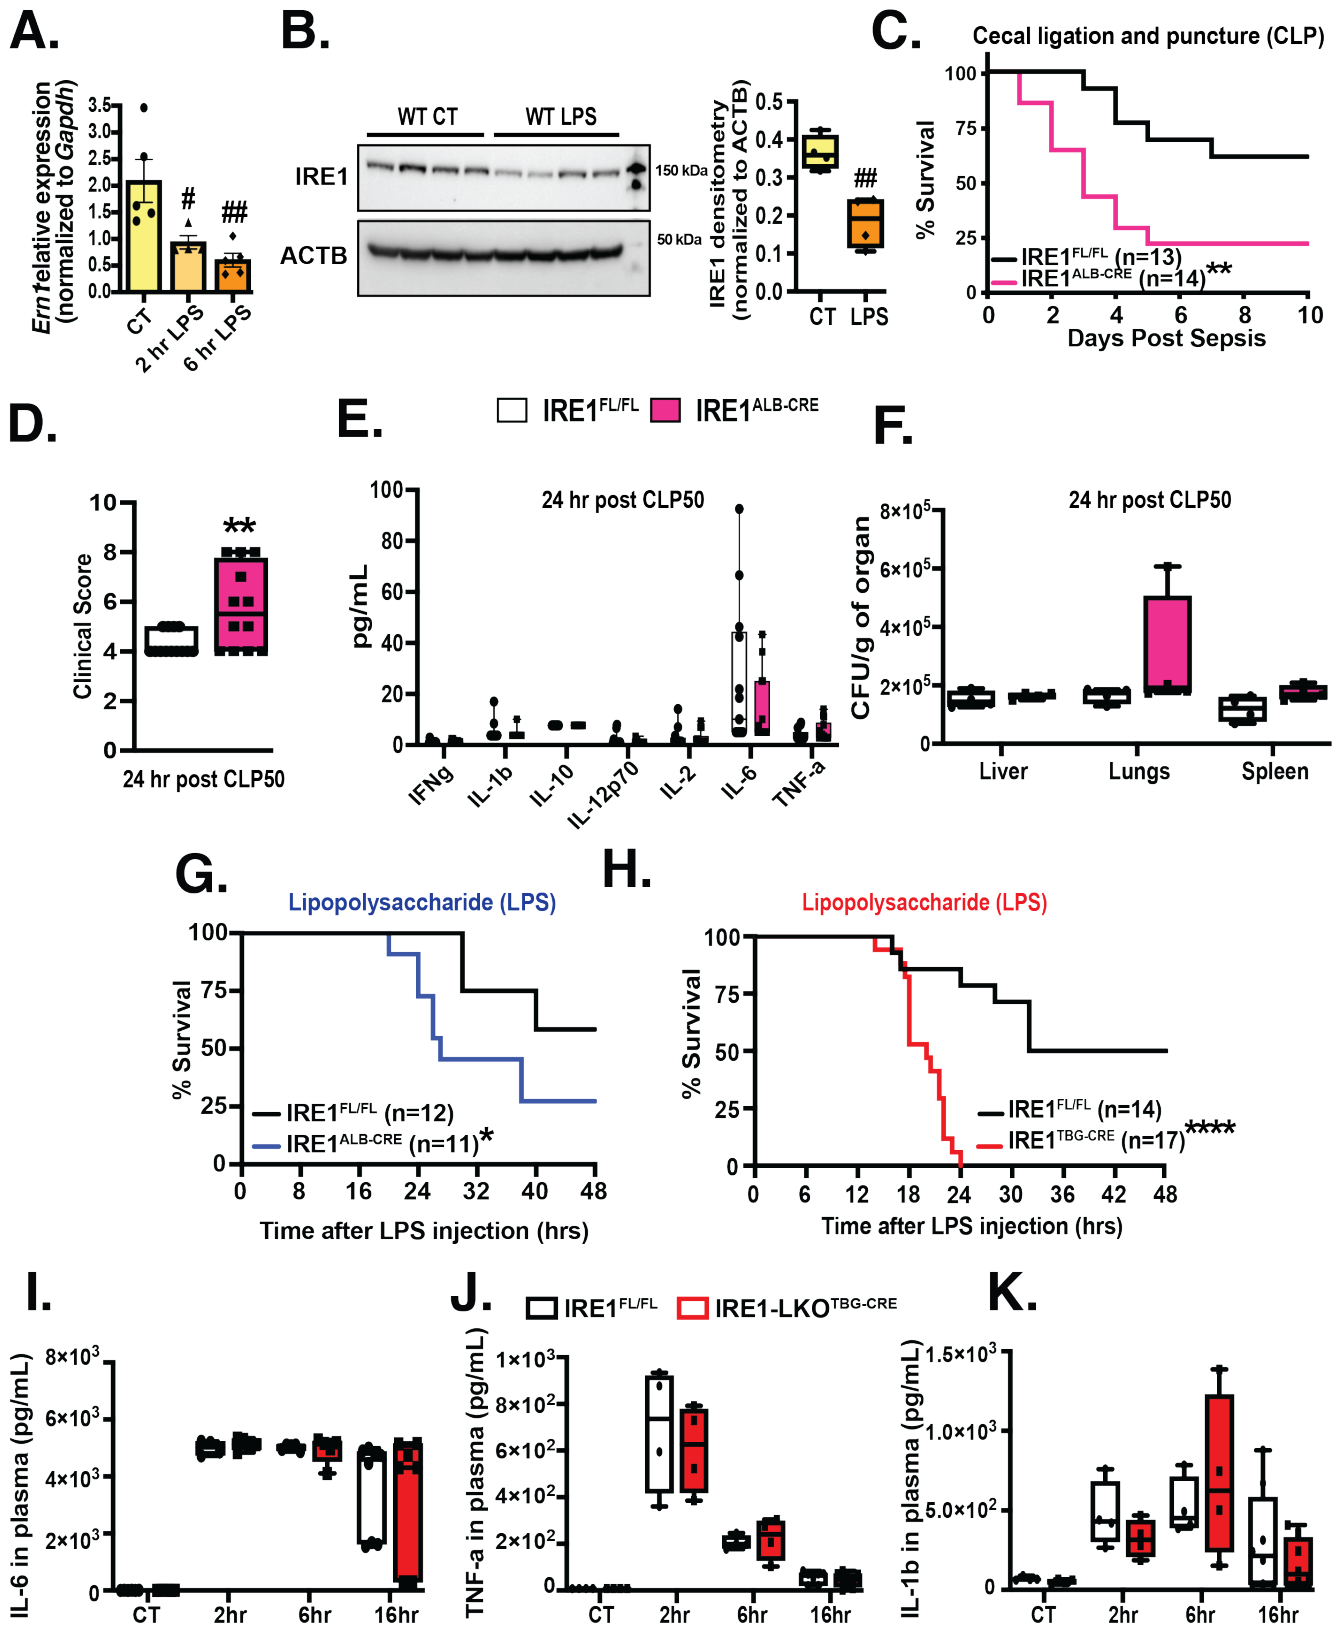 A.
Ern1 relative expression
(normalized to Gapdh)
3.5
3.0
2.5
2.0
1.5
1.0
0.5
0.0
#
##
CT
2 hr LPS
6 hr LPS
B.
WT CT
WT LPS
IRE1
150 kDa
ACTB
50 kDa
IRE1 densitometry
(normalized to ACTB)
0.5
0.4
0.3
0.2
0.1
0.0
##
CT
LPS
C.
Cecal ligation and puncture (CLP)
% Survival
100
75
50
25
0
IRE1FL/FL (n=13)
IRE1ALB-CRE (n=14)**
0 2 4 6 8 10
Days Post Sepsis
D.
Clinical Score
10
8
6
4
2
0
**
24 hr post CLP50
E.
IRE1FL/FL
IRE1ALB-CRE
24 hr post CLP50
pg/mL
100
80
60
40
20
0
IFNg
IL-1b
IL-10
IL-12p70
IL-2
IL-6
TNF-a
F.
24 hr post CLP50
CFU/g of organ
8×10⁵
6×10⁵
4×10⁵
2×10⁵
0
Liver
Lungs
Spleen
G.
Lipopolysaccharide (LPS)
% Survival
100
75
50
25
0
IRE1FL/FL (n=12)
IRE1ALB-CRE (n=11)*
0 8 16 24 32 40 48
Time after LPS injection (hrs)
H.
Lipopolysaccharide (LPS)
% Survival
100
75
50
25
0
IRE1FL/FL (n=14)
IRE1TBG-CRE (n=17)****
0 6 12 18 24 30 36 42 48
Time after LPS injection (hrs)
I.
IL-6 in plasma (pg/mL)
8×10³
6×10³
4×10³
2×10³
0
CT 2hr 6hr 16hr
J.
IRE1FL/FL
IRE1-LKOTBG-CRE
TNF-a in plasma (pg/mL)
1×10³
8×10²
6×10²
4×10²
2×10²
0
CT 2hr 6hr 16hr
K.
IL-1b in plasma (pg/mL)
1.5×10³
1.0×10³
5.0×10²
0
CT 2hr 6hr 16hr